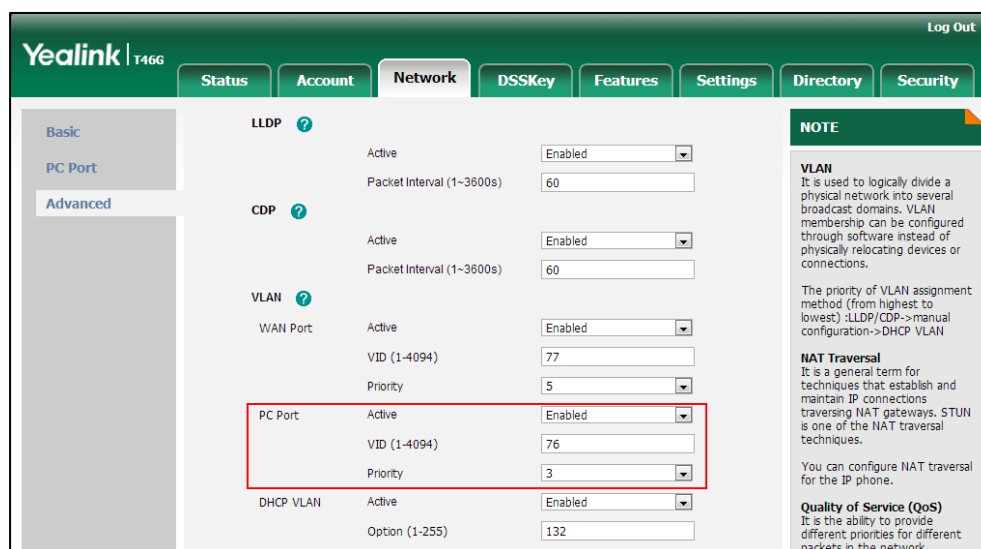 Log Out
Yealink | T46G
Status Account Network DSSKey Features Settings Directory Security
Basic
PC Port
Advanced
LLDP ?
Active Enabled
Packet Interval (1~3600s) 60
CDP ?
Active Enabled
Packet Interval (1~3600s) 60
VLAN ?
WAN Port Active Enabled
VID (1-4094) 77
Priority 5
PC Port Active Enabled
VID (1-4094) 76
Priority 3
DHCP VLAN Active Enabled
Option (1-255) 132
NOTE
VLAN
It is used to logically divide a
physical network into several
broadcast domains. VLAN
membership can be configured
through software instead of
physically relocating devices or
connections.
The priority of VLAN assignment
method (from highest to
lowest) :LLDP/CDP->manual
configuration->DHCP VLAN
NAT Traversal
It is a general term for
techniques that establish and
maintain IP connections
traversing NAT gateways. STUN
is one of the NAT traversal
techniques.
You can configure NAT traversal
for the IP phone.
Quality of Service (QoS)
It is the ability to provide
different priorities for different
packets in the network